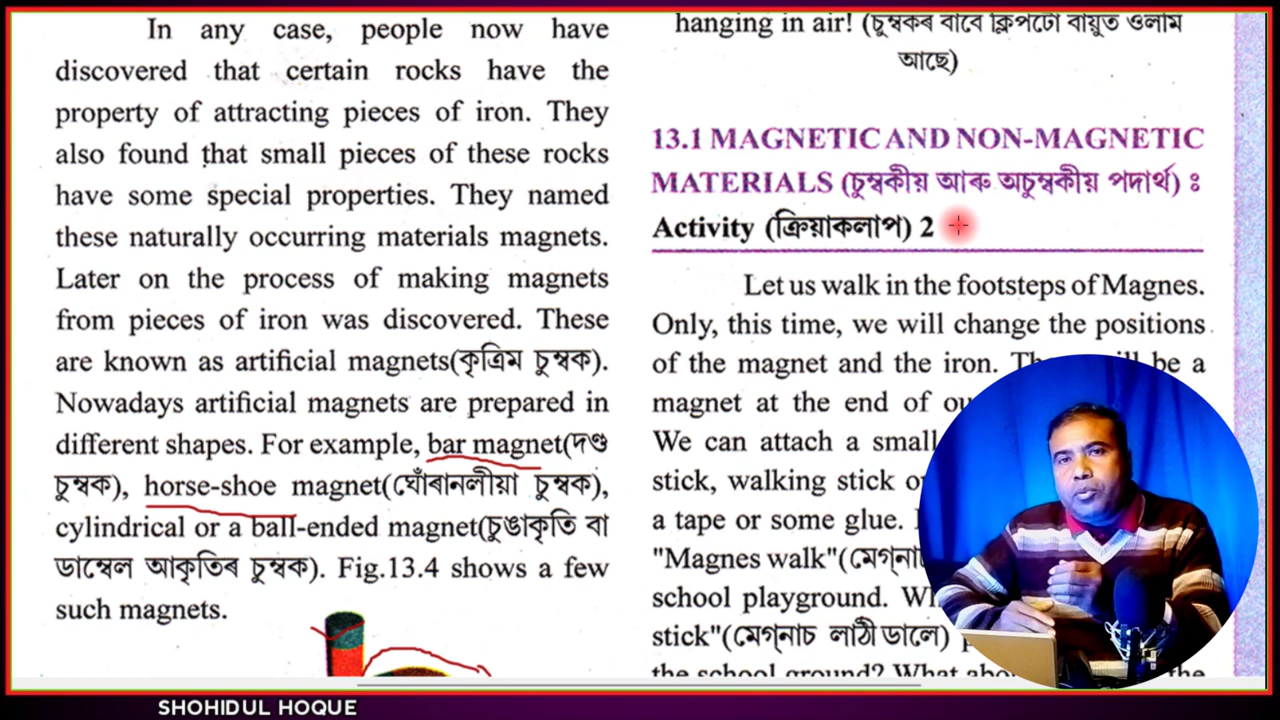 In any case, people now have
discovered that certain rocks have the
property of attracting pieces of iron. They
also found that small pieces of these rocks
have some special properties. They named
these naturally occurring materials magnets.
Later on the process of making magnets
from pieces of iron was discovered. These
are known as artificial magnets(কৃত্ৰিম চুম্বক).
Nowadays artificial magnets are prepared in
different shapes. For example, bar magnet(দণ্ড
চুম্বক), horse-shoe magnet(ঘোঁৰানলীয়া চুম্বক),
cylindrical or a ball-ended magnet(চুঙাকৃতি বা
ডাম্বেল আকৃতিৰ চুম্বক). Fig.13.4 shows a few
such magnets.
hanging in air! (চুম্বকৰ বাবে ক্লিপটো বায়ুত ওলমি
আছে)
13.1 MAGNETIC AND NON-MAGNETIC
MATERIALS (চুম্বকীয় আৰু অচুম্বকীয় পদাৰ্থ) ঃ
Activity (ক্ৰিয়াকলাপ) 2
Let us walk in the footsteps of Magnes.
Only, this time, we will change the positions
of the magnet and the iron. be a
magnet at the end of
We can attach a small
stick, walking stick
a tape or some glue.
"Magnes walk"
school playground.
stick"(মেগ্নাচ লাঠী ডালে)
the school ground? What the
SHOHIDUL HOQUE